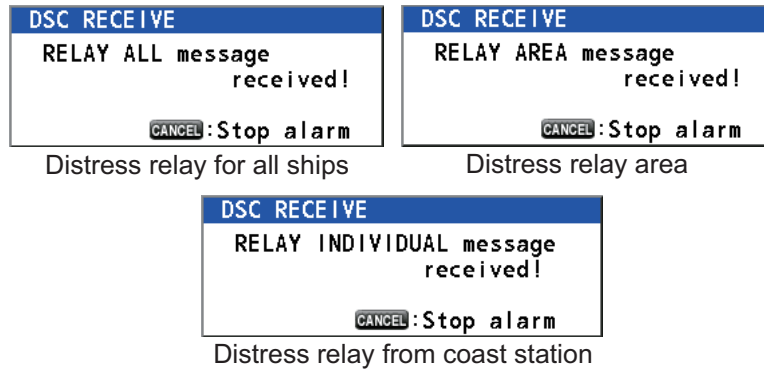 DSC RECEIVE
RELAY ALL message
received!
CANCEL:Stop alarm
Distress relay for all ships
DSC RECEIVE
RELAY AREA message
received!
CANCEL:Stop alarm
Distress relay area
DSC RECEIVE
RELAY INDIVIDUAL message
received!
CANCEL:Stop alarm
Distress relay from coast station